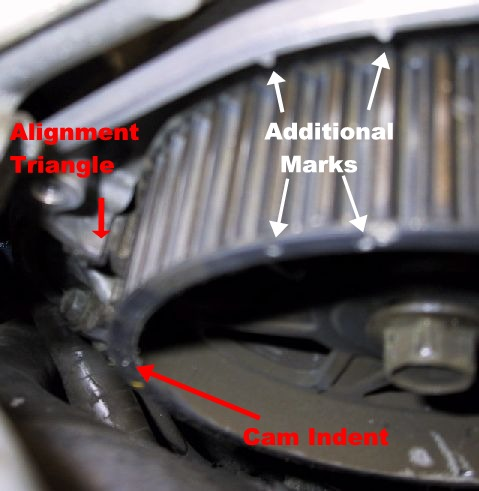 Alignment
Triangle
Additional
Marks
Cam Indent